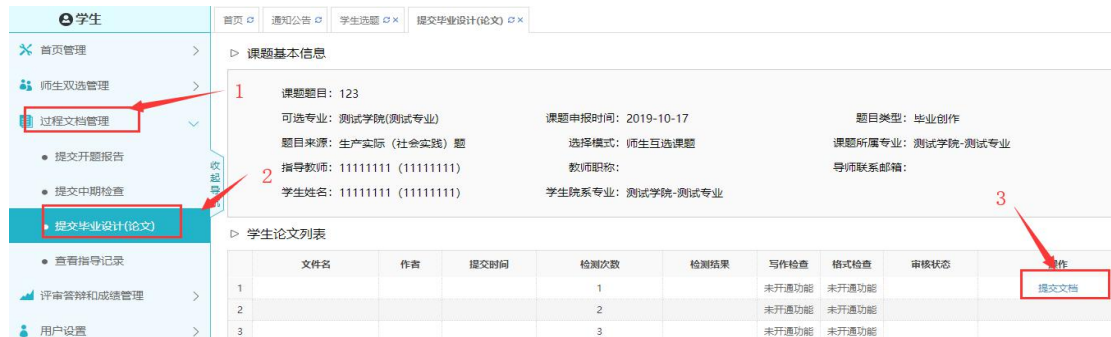 学生
首页 通知公告 学生选题 提交毕业设计(论文)
首页管理
课题基本信息
师生双选管理
1
课题题目：123
过程文档管理
可选专业：测试学院(测试专业) 课题申报时间：2019-10-17 题目类型：毕业创作
题目来源：生产实际（社会实践）题 选择模式：师生互选课题 课题所属专业：测试学院-测试专业
提交开题报告
收起导
指导教师：11111111 (11111111) 教师职称： 导师联系邮箱：
2
提交中期检查
学生姓名：11111111 (11111111) 学生院系专业：测试学院-测试专业
3
提交毕业设计(论文)
学生论文列表
查看指导记录
文件名 作者 提交时间 检测次数 检测结果 写作检查 格式检查 审核状态 操作
1 1 未开通功能 未开通功能 提交文档
评审答辩和成绩管理
2 2 未开通功能 未开通功能
用户设置
3 3 未开通功能 未开通功能